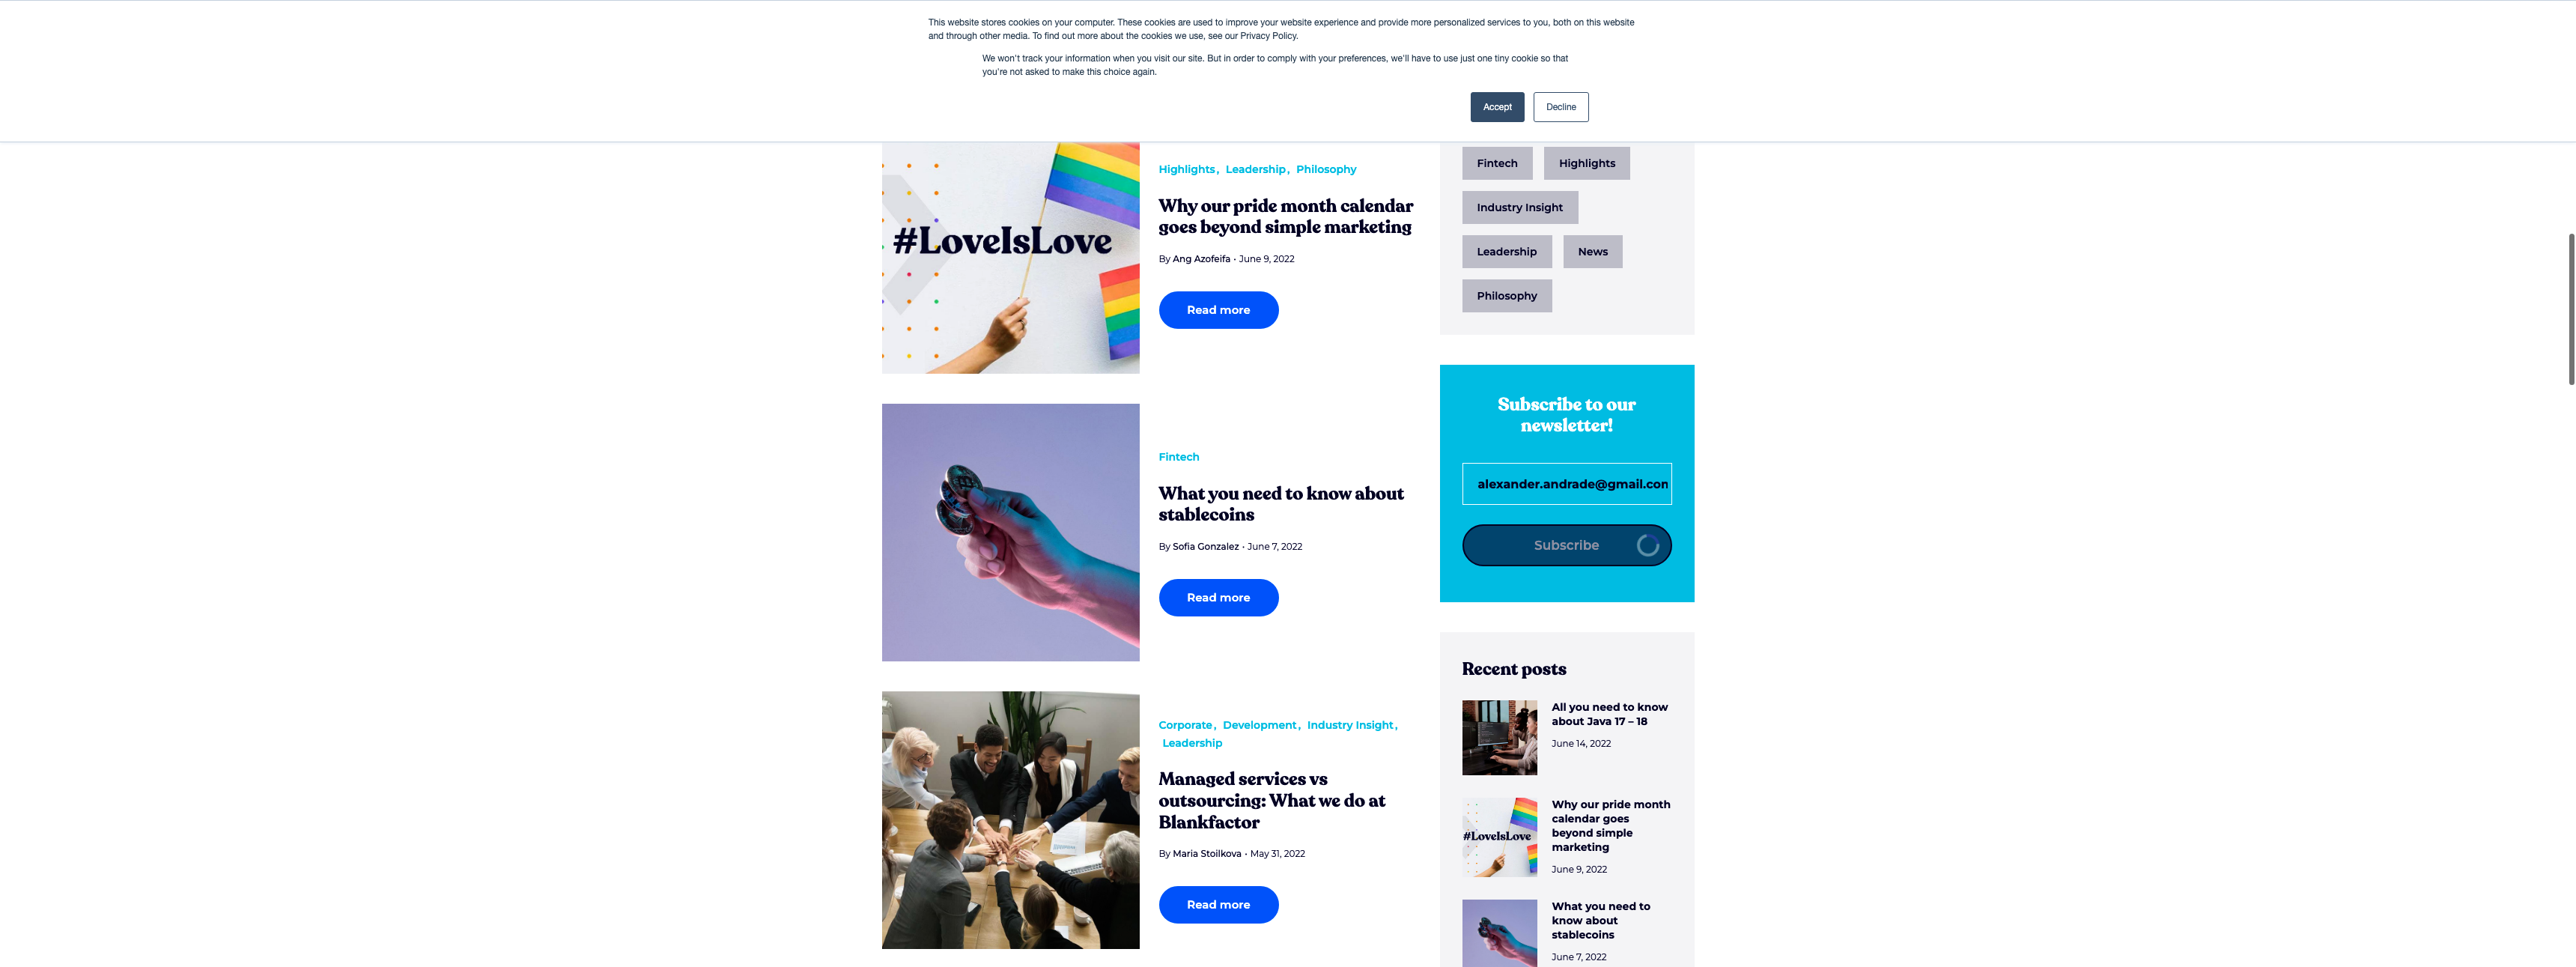 This website stores cookies on your computer. These cookies are used to improve your website experience and provide more personalized services to you, both on this website
and through other media. To find out more about the cookies we use, see our Privacy Policy.
We won't track your information when you visit our site. But in order to comply with your preferences, we'll have to use just one tiny cookie so that
you're not asked to make this choice again.
Accept
Decline
#LoveIsLove
Highlights, Leadership, Philosophy
Why our pride month calendar
goes beyond simple marketing
By Ang Azofeifa • June 9, 2022
Read more
Fintech
What you need to know about
stablecoins
By Sofia Gonzalez • June 7, 2022
Read more
Corporate, Development, Industry Insight,
Leadership
Managed services vs
outsourcing: What we do at
Blankfactor
By Maria Stoilkova • May 31, 2022
Read more
Fintech
Highlights
Industry Insight
Leadership
News
Philosophy
Subscribe to our
newsletter!
alexander.andrade@gmail.con
Subscribe
Recent posts
All you need to know
about Java 17 – 18
June 14, 2022
#LoveIsLove
Why our pride month
calendar goes
beyond simple
marketing
June 9, 2022
What you need to
know about
stablecoins
June 7, 2022